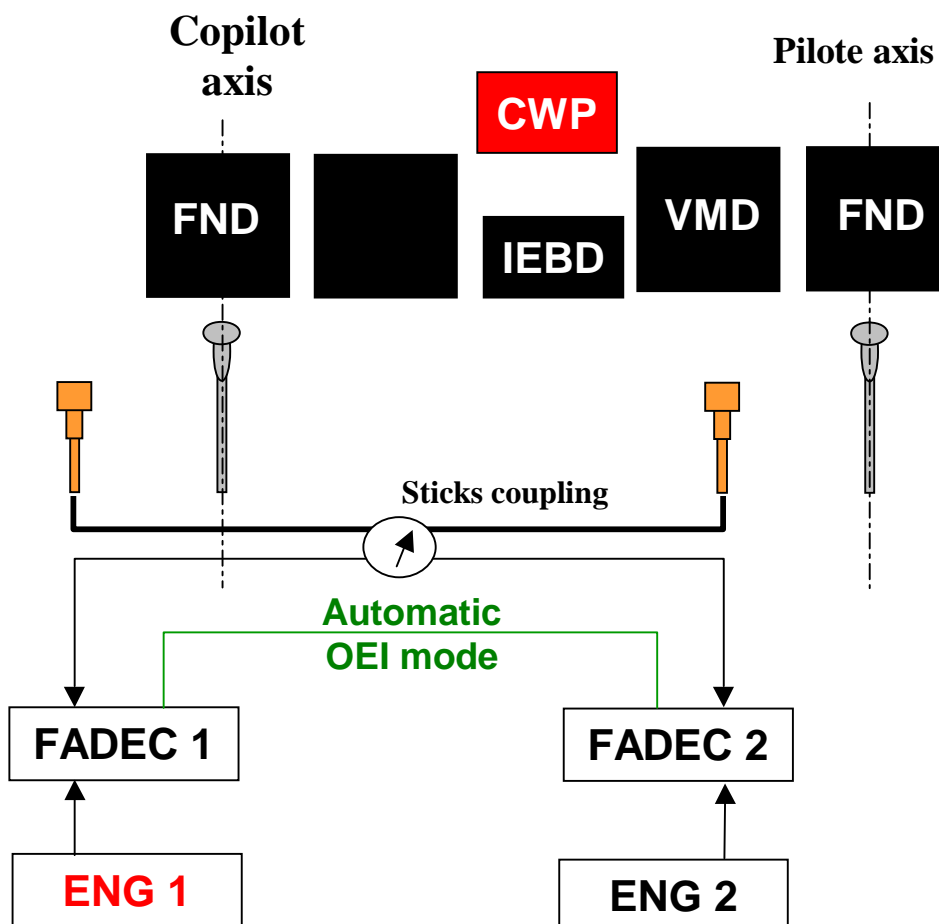 Copilot
axis
Pilote axis
CWP
FND
VMD
FND
IEBD
Sticks coupling
Automatic
OEI mode
FADEC 1
FADEC 2
ENG 1
ENG 2